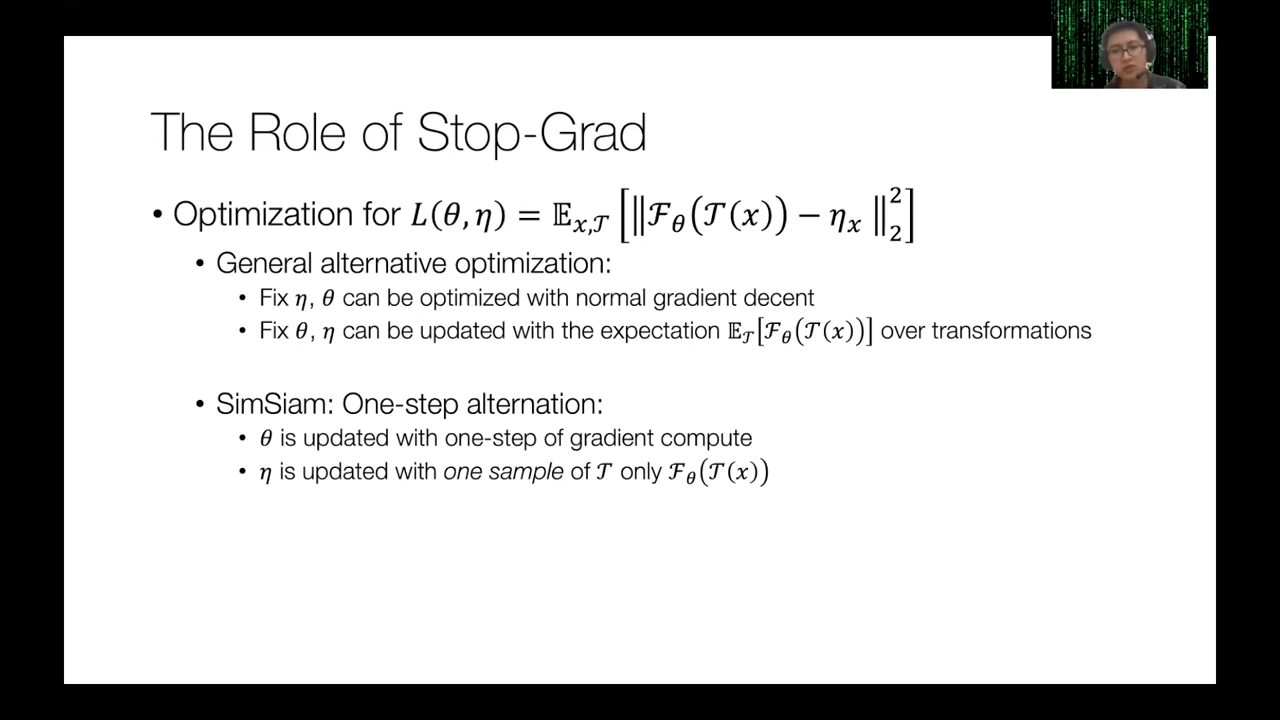 The Role of Stop-Grad
• Optimization for L(θ, η) = 𝔼ₓ,𝒯 [‖ℱ_θ(𝒯(x)) − ηₓ ‖₂²]
• General alternative optimization:
• Fix η, θ can be optimized with normal gradient decent
• Fix θ, η can be updated with the expectation 𝔼_𝒯[ℱ_θ(𝒯(x))] over transformations
• SimSiam: One-step alternation:
• θ is updated with one-step of gradient compute
• η is updated with one sample of 𝒯 only ℱ_θ(𝒯(x))